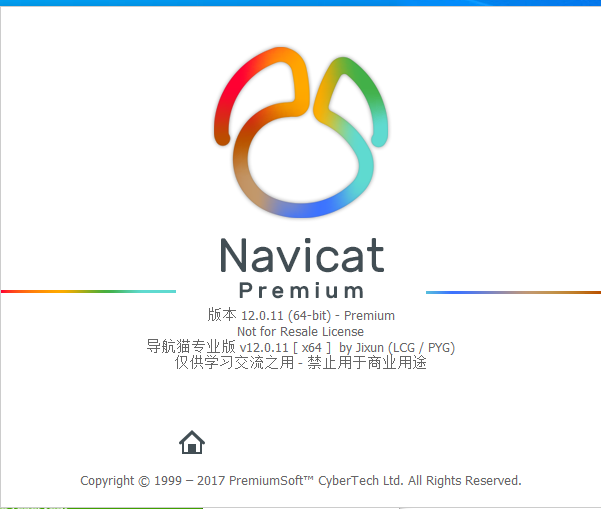 Navicat
Premium
版本 12.0.11 (64-bit) - Premium
Not for Resale License
导航猫专业版 v12.0.11 [ x64 ]  by Jixun (LCG / PYG)
仅供学习交流之用 - 禁止用于商业用途
Copyright © 1999 – 2017 PremiumSoft™ CyberTech Ltd. All Rights Reserved.